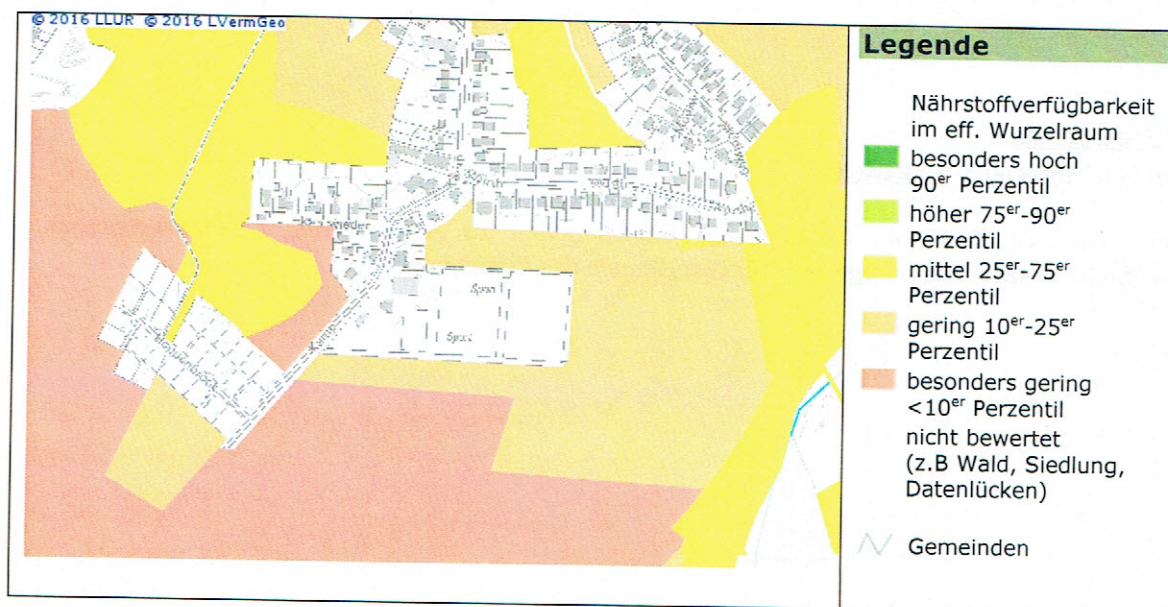 © 2016 LLUR © 2016 LVermGeo
Sport
Sport
Legende
Nährstoffverfügbarkeit
im eff. Wurzelraum
besonders hoch
90er Perzentil
höher 75er-90er
Perzentil
mittel 25er-75er
Perzentil
gering 10er-25er
Perzentil
besonders gering
<10er Perzentil
nicht bewertet
(z.B Wald, Siedlung,
Datenlücken)
Gemeinden